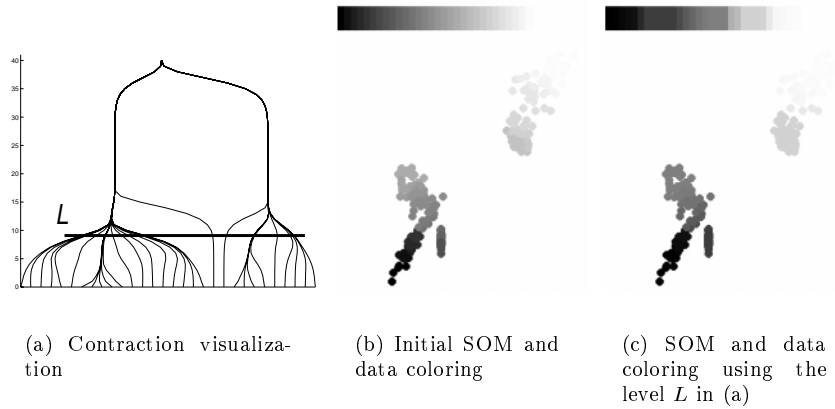 40
35
30
25
20
15
10
5
0
L
(a) Contraction visualiza-
tion
(b) Initial SOM and
data coloring
(c) SOM and data
coloring using the
level L in (a)